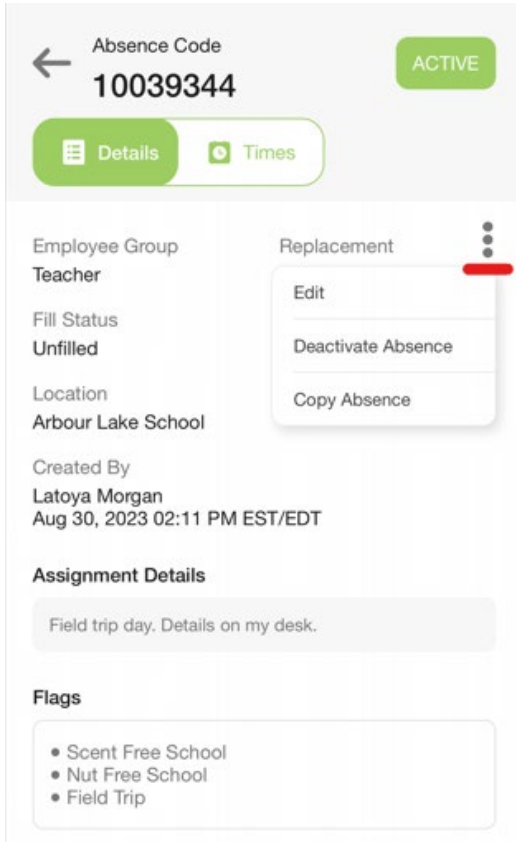 Absence Code
10039344
ACTIVE
Details
Times
Employee Group
Teacher
Replacement
Edit
Deactivate Absence
Copy Absence
Fill Status
Unfilled
Location
Arbour Lake School
Created By
Latoya Morgan
Aug 30, 2023 02:11 PM EST/EDT
Assignment Details
Field trip day. Details on my desk.
Flags
• Scent Free School
• Nut Free School
• Field Trip